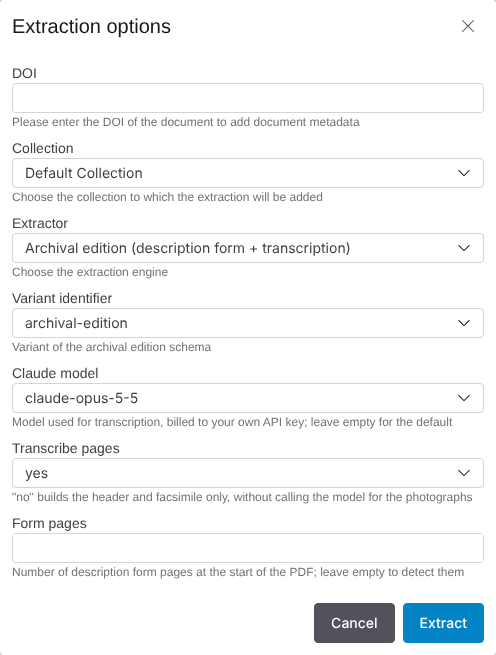 Extraction options
DOI
Please enter the DOI of the document to add document metadata
Collection
Default Collection
Choose the collection to which the extraction will be added
Extractor
Archival edition (description form + transcription)
Choose the extraction engine
Variant identifier
archival-edition
Variant of the archival edition schema
Claude model
claude-opus-5-5
Model used for transcription, billed to your own API key; leave empty for the default
Transcribe pages
yes
"no" builds the header and facsimile only, without calling the model for the photographs
Form pages
Number of description form pages at the start of the PDF; leave empty to detect them
Cancel Extract